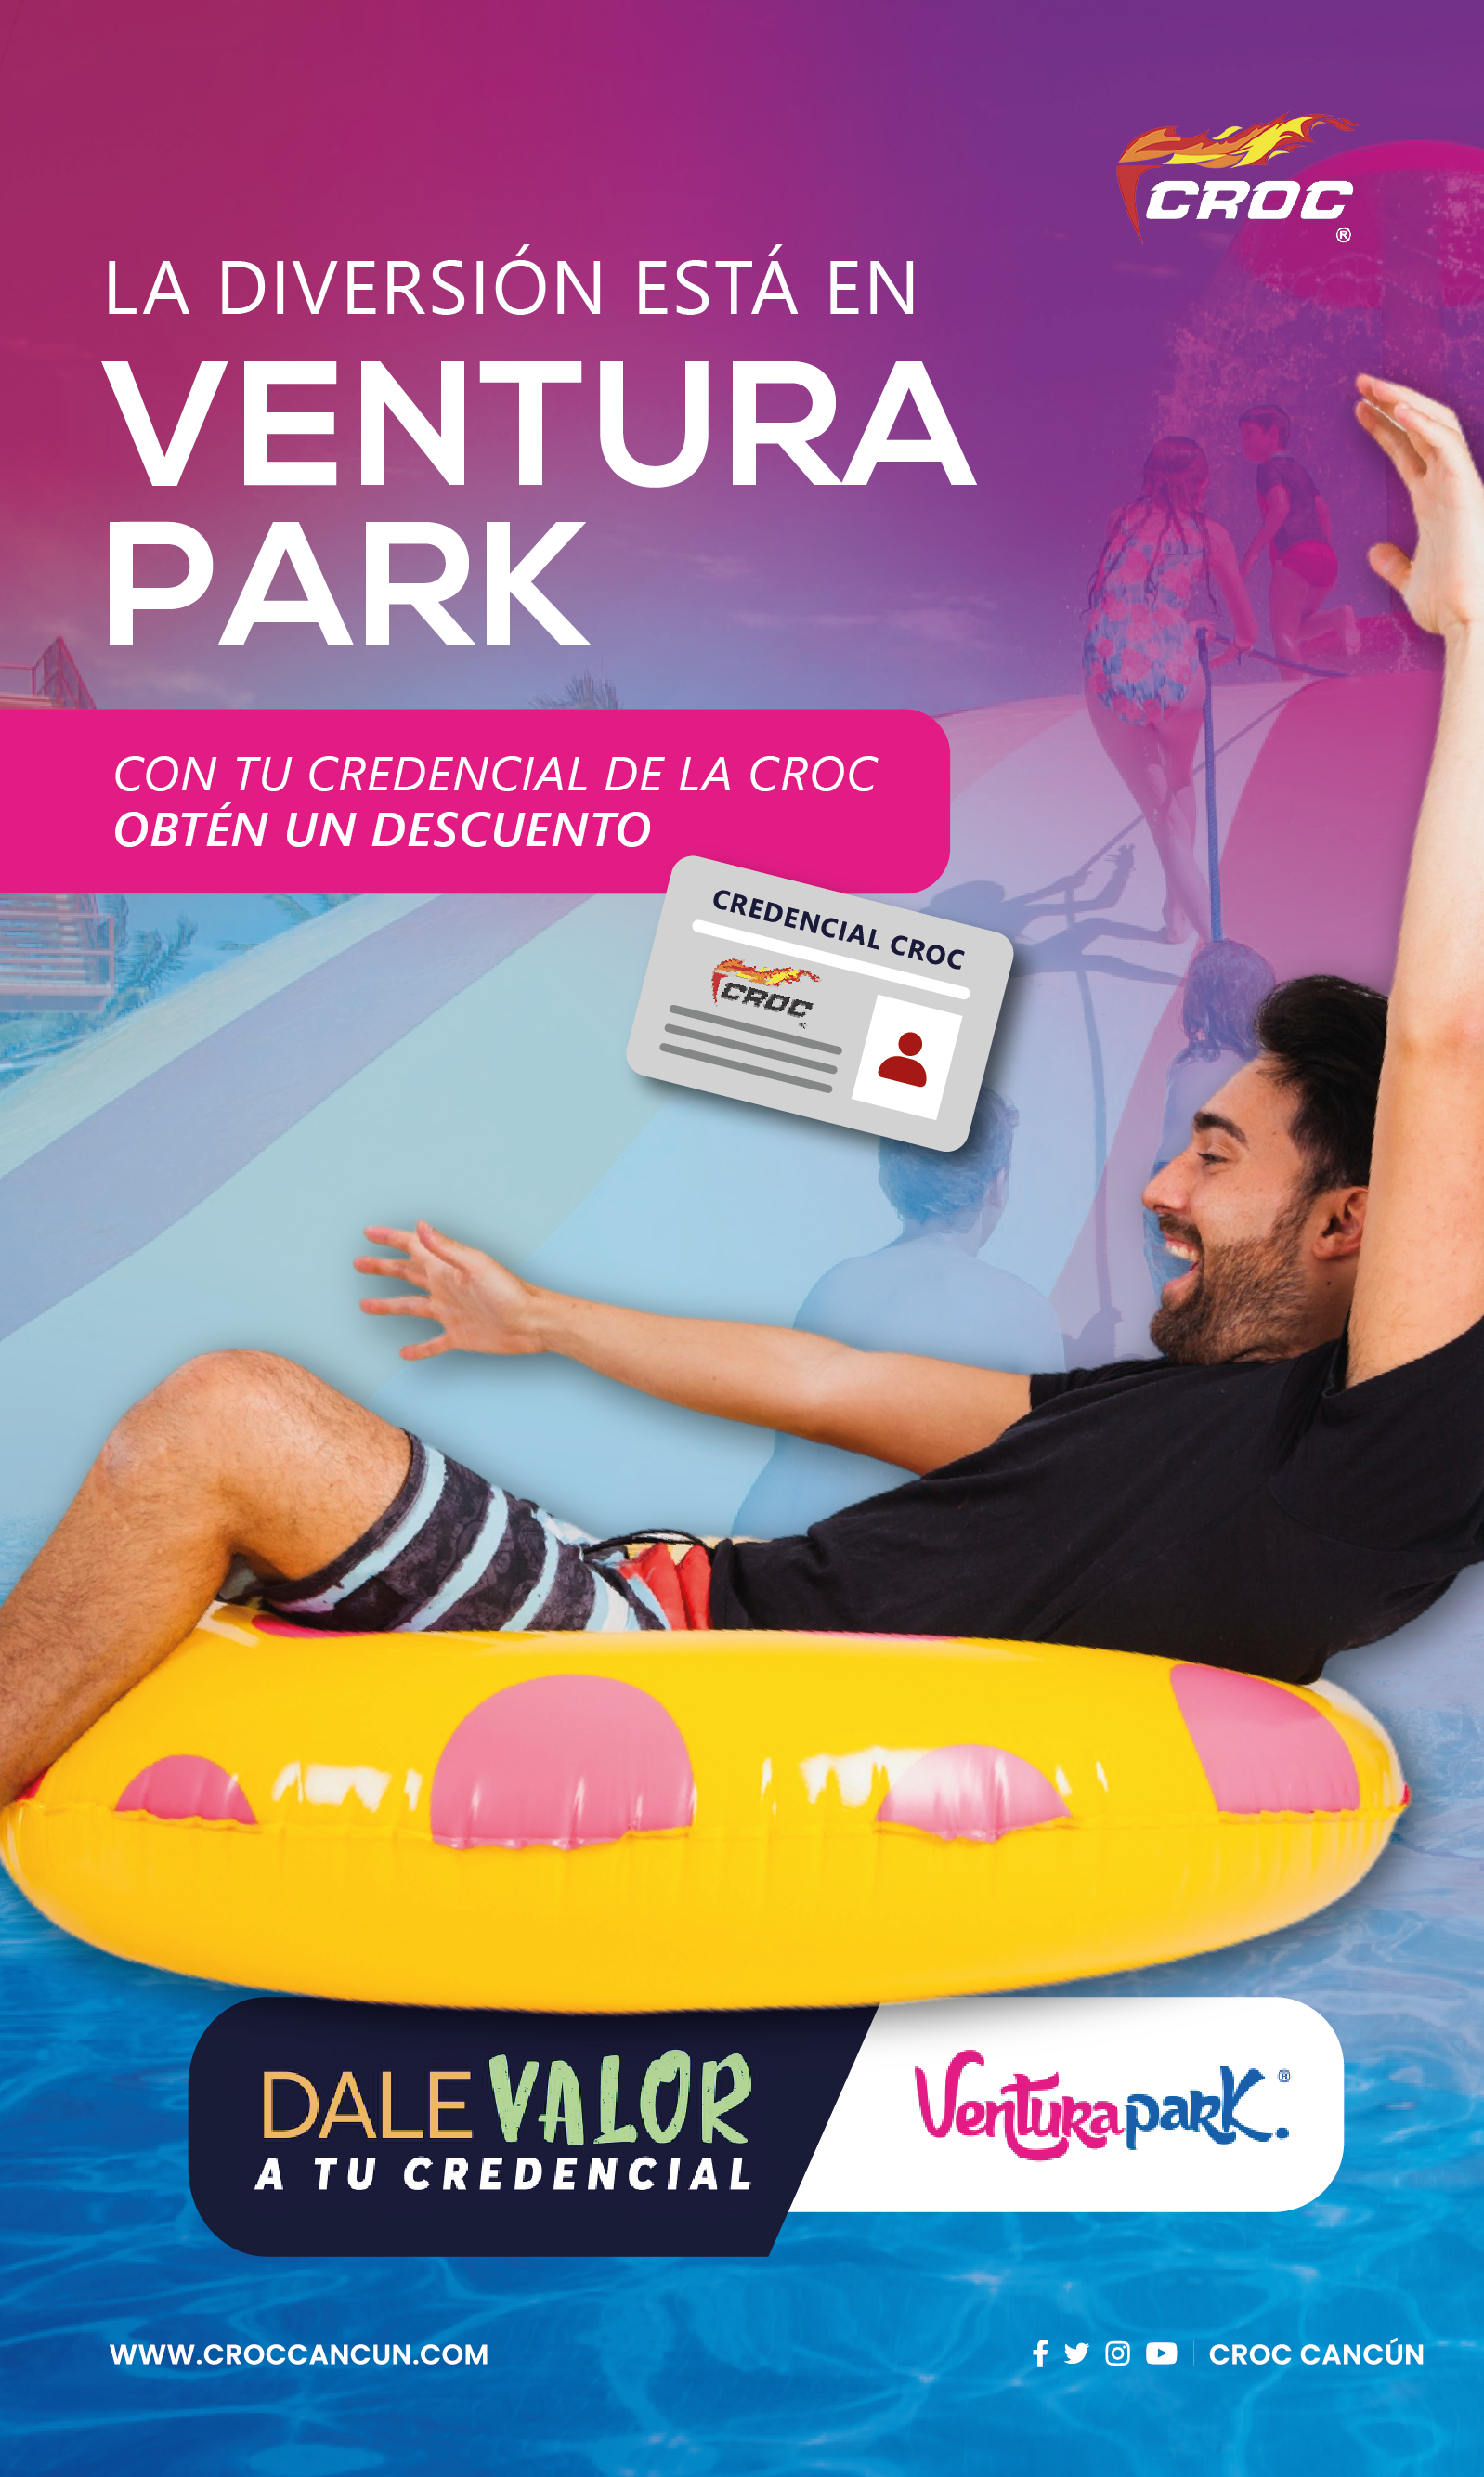 CROC
®
LA DIVERSIÓN ESTÁ EN
VENTURA
PARK
CON TU CREDENCIAL DE LA CROC
OBTÉN UN DESCUENTO
CREDENCIAL CROC
CROC
DALE VALOR
A TU CREDENCIAL
Venturapark. ®
WWW.CROCCANCUN.COM
CROC CANCÚN